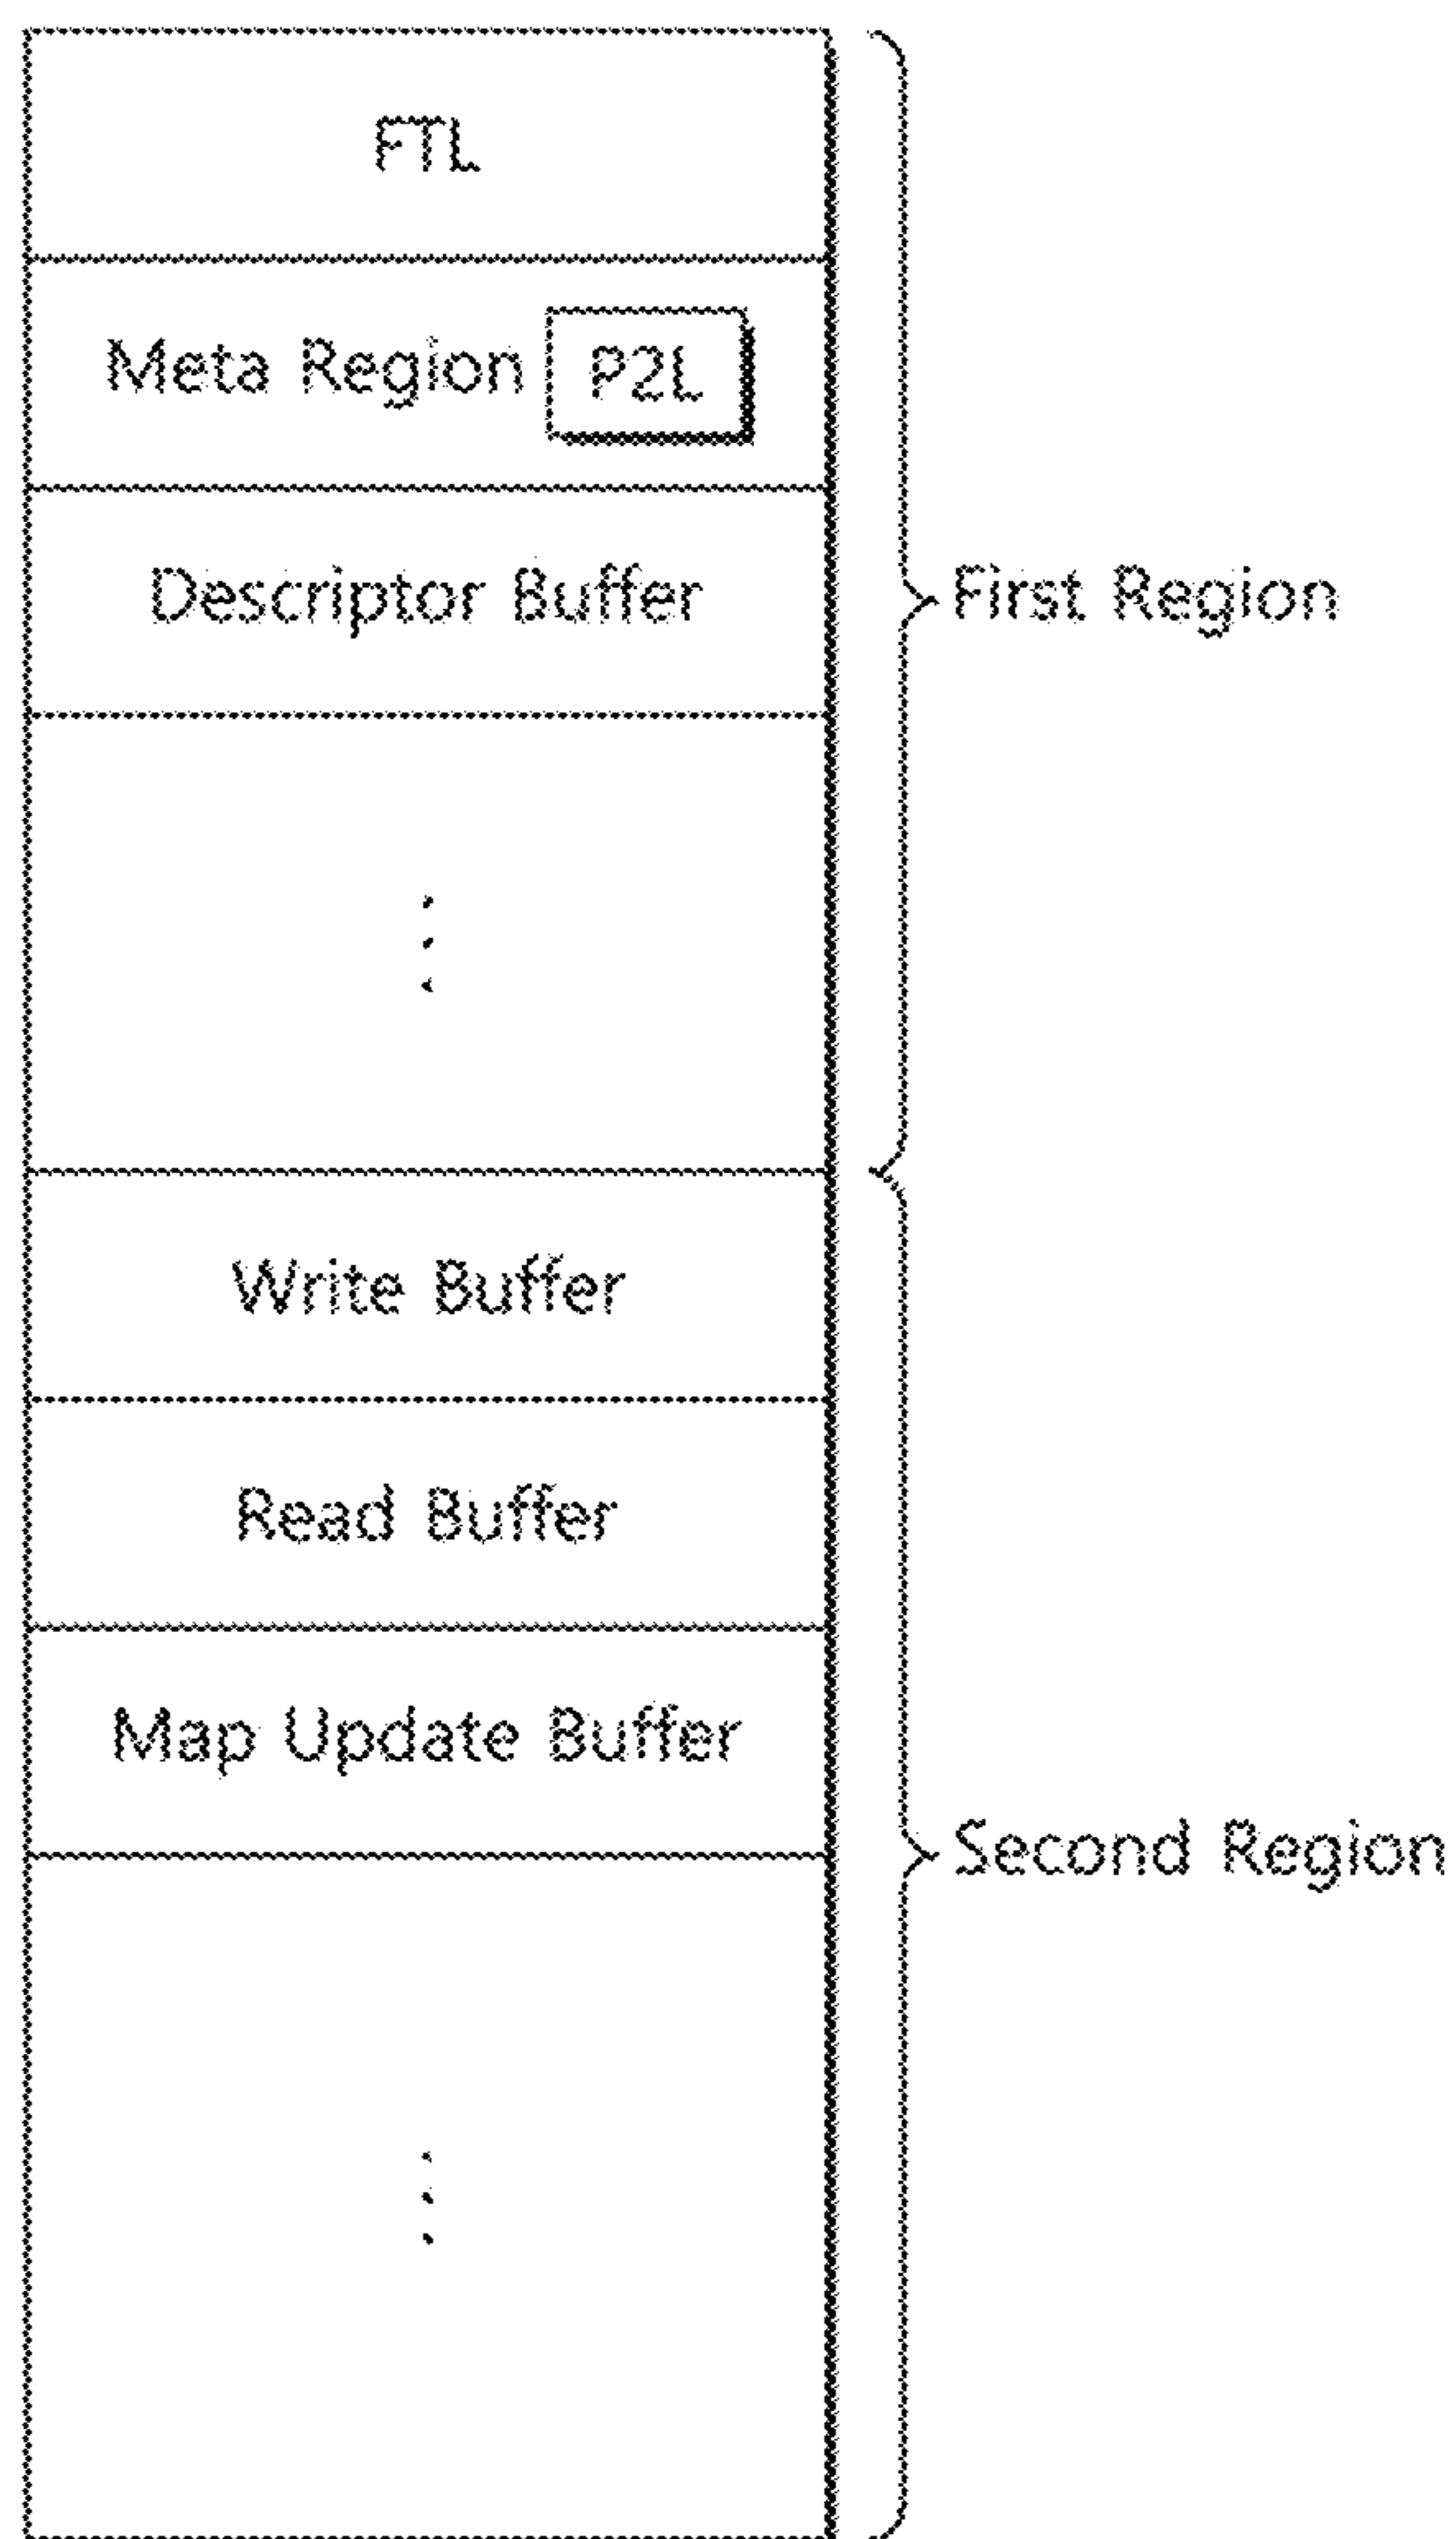 FTL
Meta Region P2L
Descriptor Buffer
First Region
Write Buffer
Read Buffer
Map Update Buffer
Second Region